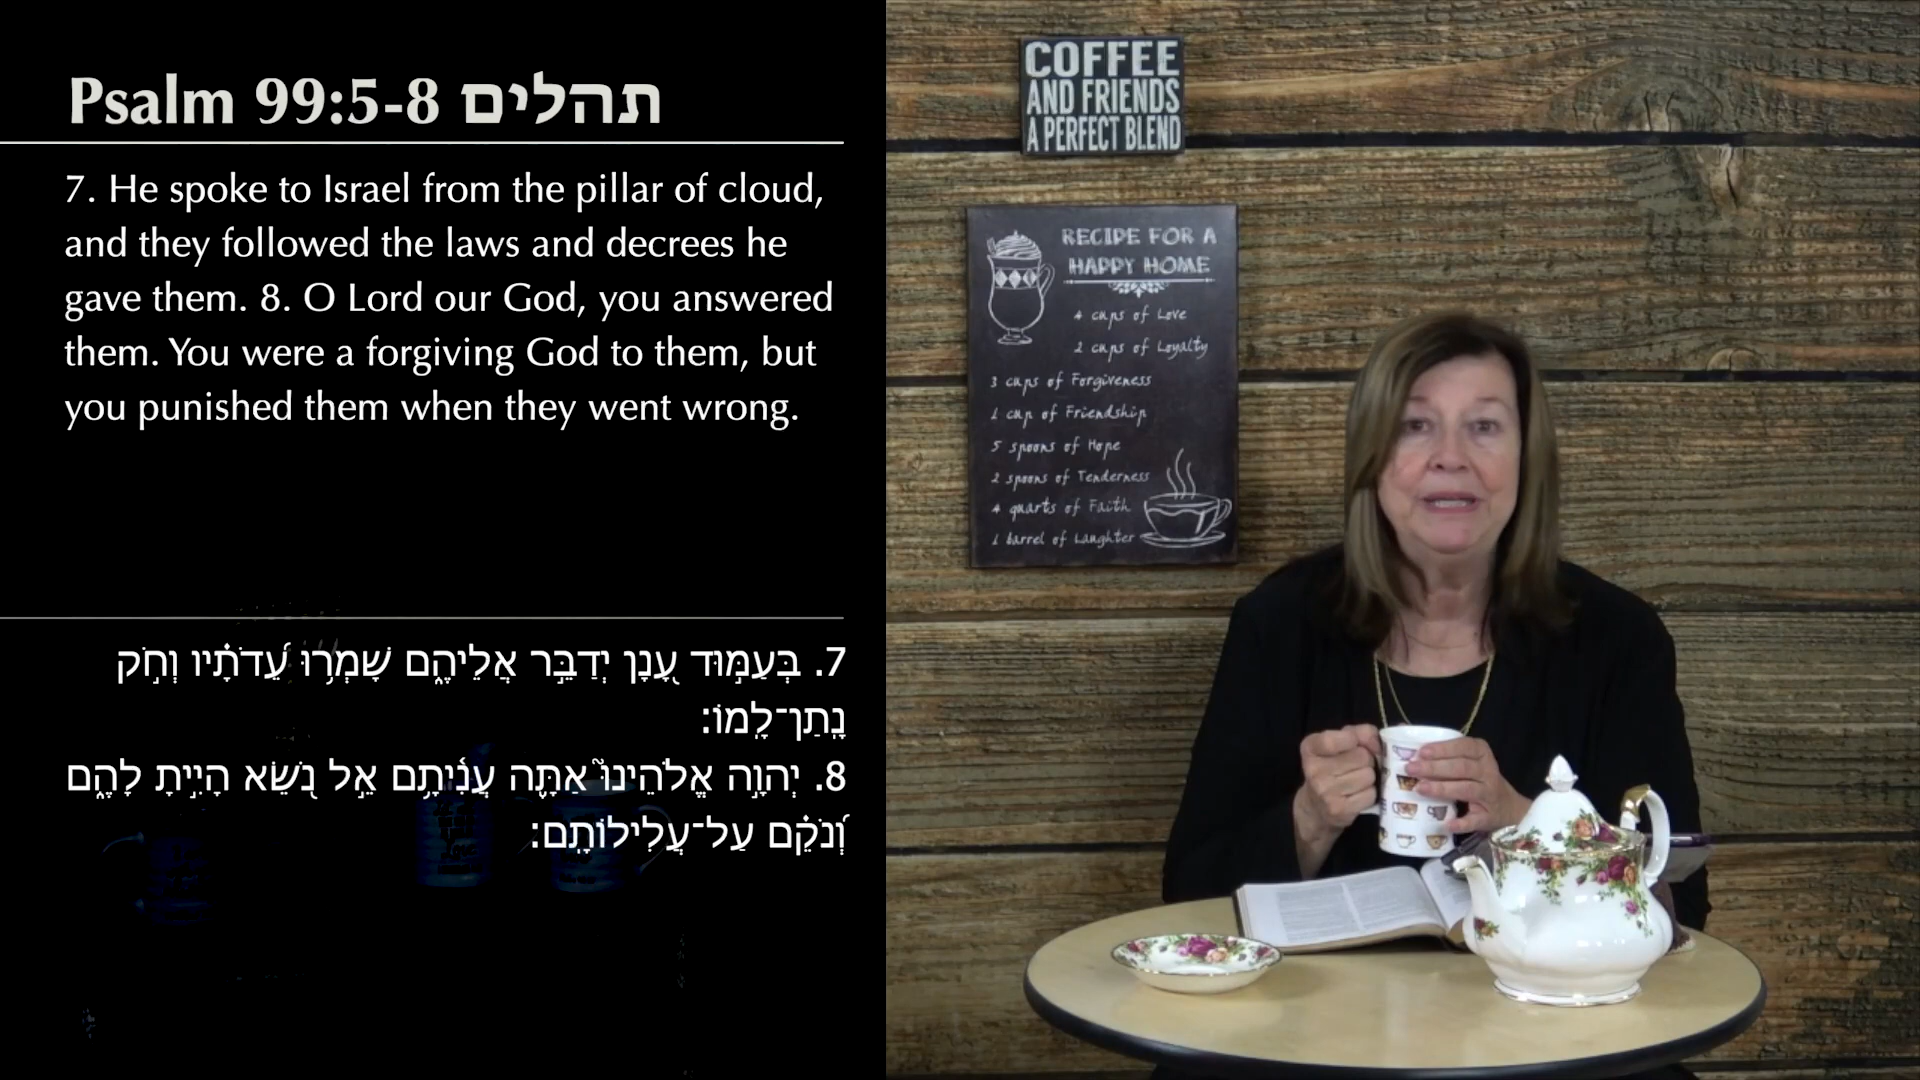 Psalm 99:5-8 תהלים
7. He spoke to Israel from the pillar of cloud,
and they followed the laws and decrees he
gave them. 8. O Lord our God, you answered
them. You were a forgiving God to them, but
you punished them when they went wrong.
7. בְּעַמּ֣וּד עָ֭נָן יְדַבֵּ֣ר אֲלֵיהֶ֑ם שָׁמְר֥וּ עֵ֝דֹתָ֗יו וְחֹ֣ק
נָֽתַן־לָֽמוֹ׃
8. יְהוָ֣ה אֱלֹהֵינוּ֮ אַתָּ֪ה עֲנִ֫יתָ֥ם אֵ֣ל נֹ֭שֵׂא הָיִ֣יתָ לָהֶ֑ם
וְ֝נֹקֵ֗ם עַל־עֲלִילוֹתָֽם׃
COFFEE
AND FRIENDS
A PERFECT BLEND
RECIPE FOR A
HAPPY HOME
4 cups of Love
2 cups of Loyalty
3 cups of Forgiveness
1 cup of Friendship
5 spoons of Hope
2 spoons of Tenderness
4 quarts of Faith
1 barrel of Laughter